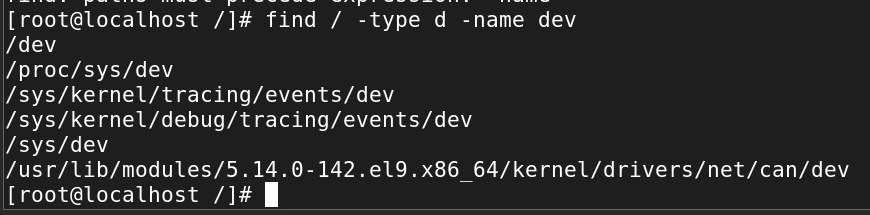 [root@localhost /]# find / -type d -name dev
/dev
/proc/sys/dev
/sys/kernel/tracing/events/dev
/sys/kernel/debug/tracing/events/dev
/sys/dev
/usr/lib/modules/5.14.0-142.el9.x86_64/kernel/drivers/net/can/dev
[root@localhost /]#